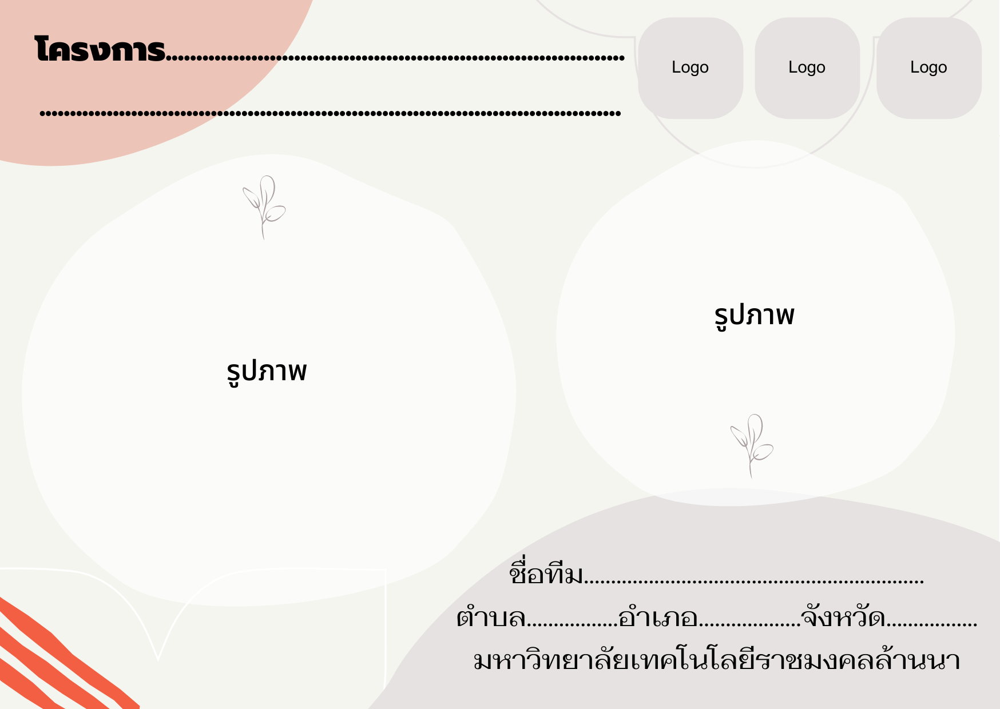 โครงการ...........................................................................
...............................................................................................
Logo Logo Logo
รูปภาพ
รูปภาพ
ชื่อทีม...............................................................
ตำบล.................อำเภอ...................จังหวัด.................
มหาวิทยาลัยเทคโนโลยีราชมงคลล้านนา